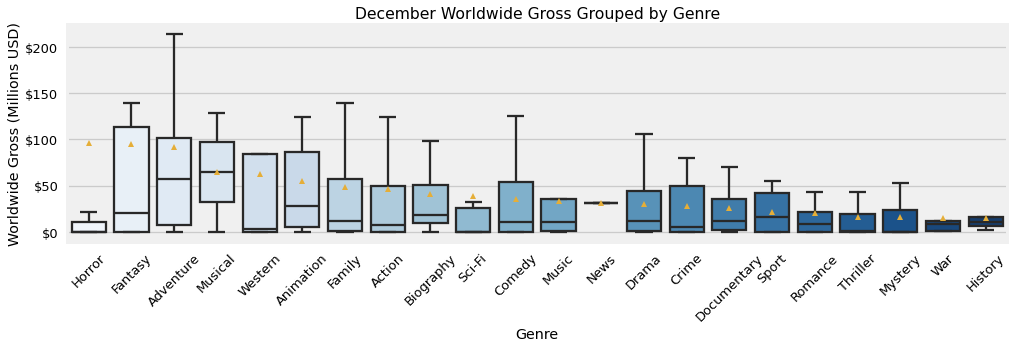 December Worldwide Gross Grouped by Genre
Worldwide Gross (Millions USD)
$200
$150
$100
$50
$0
Horror
Fantasy
Adventure
Musical
Western
Animation
Family
Action
Biography
Sci-Fi
Comedy
Music
News
Drama
Crime
Documentary
Sport
Romance
Thriller
Mystery
War
History
Genre